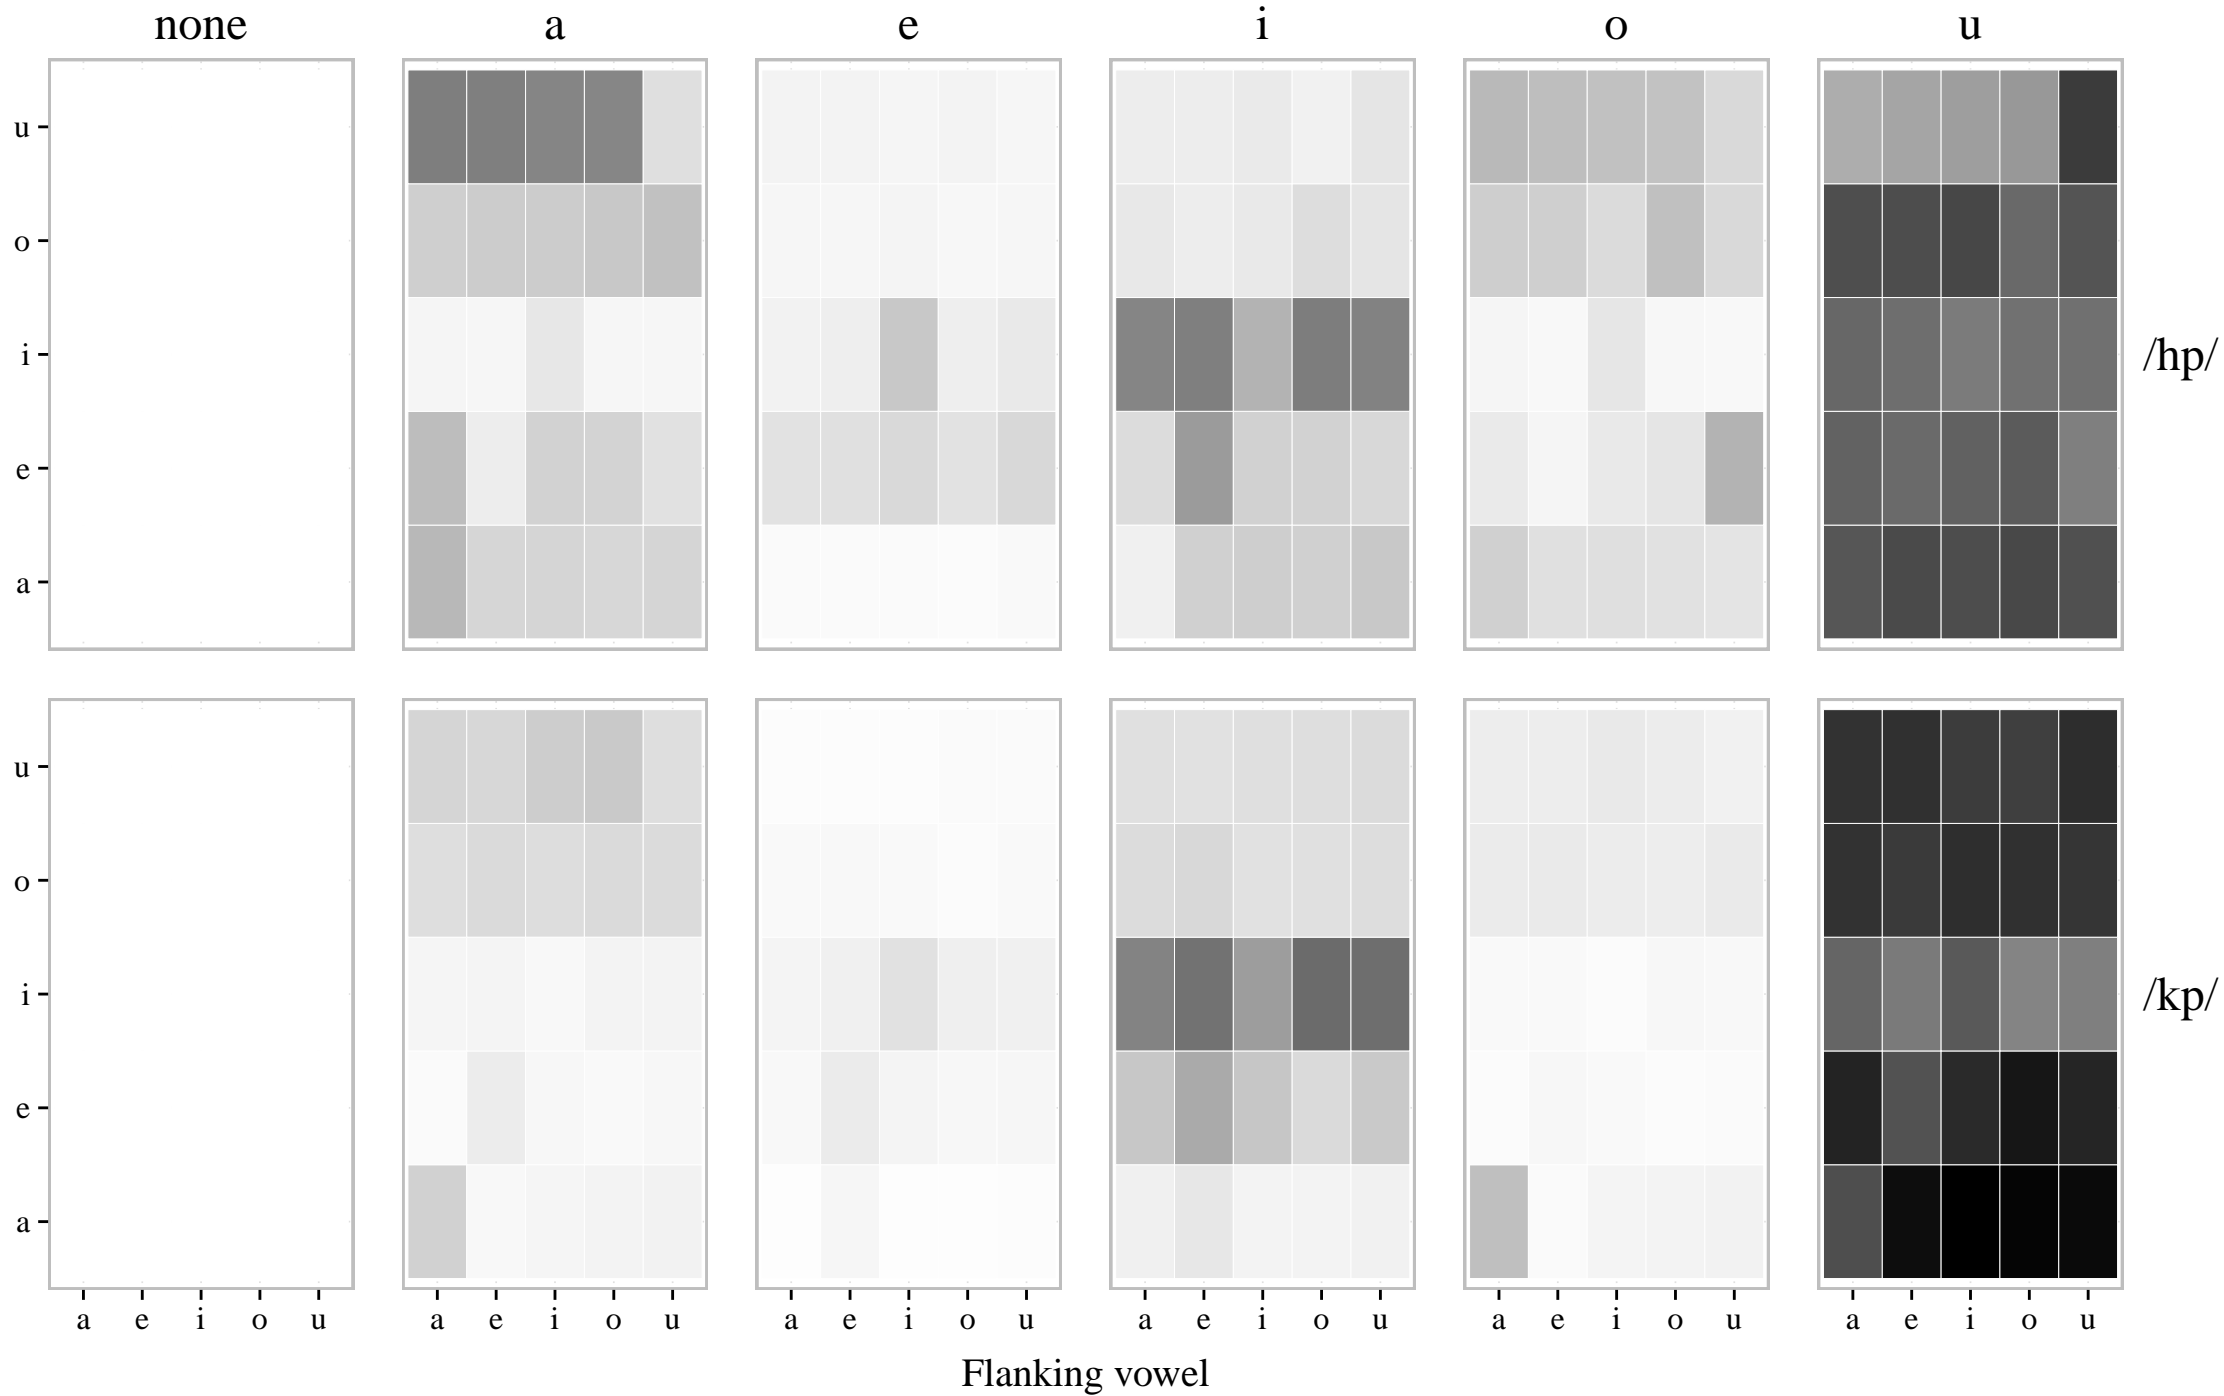 none a e i o u
u
o
i
e
a
/hp/
u
o
i
e
a
/kp/
a e i o u a e i o u a e i o u a e i o u a e i o u a e i o u
Flanking vowel